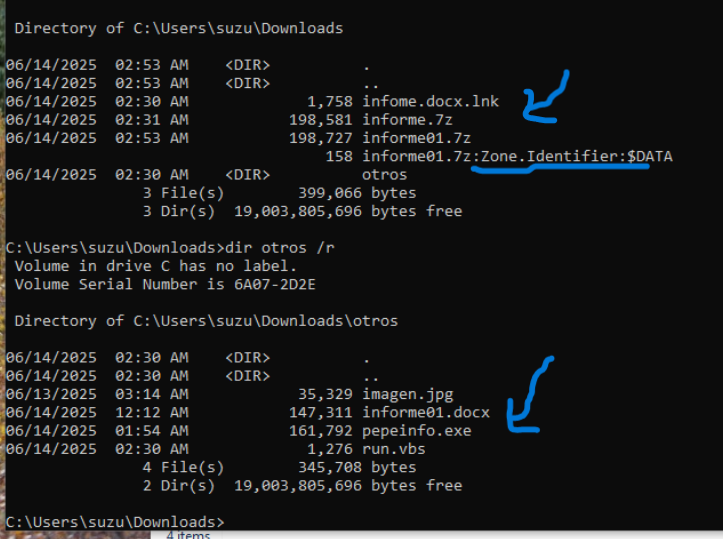 Directory of C:\Users\suzu\Downloads
06/14/2025  02:53 AM    <DIR>          .
06/14/2025  02:53 AM    <DIR>          ..
06/14/2025  02:30 AM             1,758 infome.docx.lnk
06/14/2025  02:31 AM           198,581 informe.7z
06/14/2025  02:53 AM           198,727 informe01.7z
                                   158 informe01.7z:Zone.Identifier:$DATA
06/14/2025  02:30 AM    <DIR>          otros
               3 File(s)        399,066 bytes
               3 Dir(s)  19,003,805,696 bytes free
C:\Users\suzu\Downloads>dir otros /r
 Volume in drive C has no label.
 Volume Serial Number is 6A07-2D2E
 Directory of C:\Users\suzu\Downloads\otros
06/14/2025  02:30 AM    <DIR>          .
06/14/2025  02:30 AM    <DIR>          ..
06/13/2025  03:14 AM            35,329 imagen.jpg
06/14/2025  12:12 AM           147,311 informe01.docx
06/14/2025  01:54 AM           161,792 pepeinfo.exe
06/14/2025  02:30 AM             1,276 run.vbs
               4 File(s)        345,708 bytes
               2 Dir(s)  19,003,805,696 bytes free
C:\Users\suzu\Downloads>
4 items